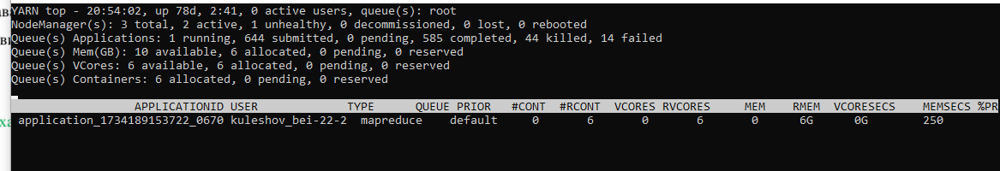 YARN top - 20:54:02, up 78d, 2:41, 0 active users, queue(s): root
NodeManager(s): 3 total, 2 active, 1 unhealthy, 0 decommissioned, 0 lost, 0 rebooted
Queue(s) Applications: 1 running, 644 submitted, 0 pending, 585 completed, 44 killed, 14 failed
Queue(s) Mem(GB): 10 available, 6 allocated, 0 pending, 0 reserved
Queue(s) VCores: 6 available, 6 allocated, 0 pending, 0 reserved
Queue(s) Containers: 6 allocated, 0 pending, 0 reserved
APPLICATIONID USER TYPE QUEUE PRIOR #CONT #RCONT VCORES RVCORES MEM RMEM VCORESECS MEMSECS %PR
application_1734189153722_0670 kuleshov_bei-22-2 mapreduce default 0 6 0 6 0 6G 0G 250